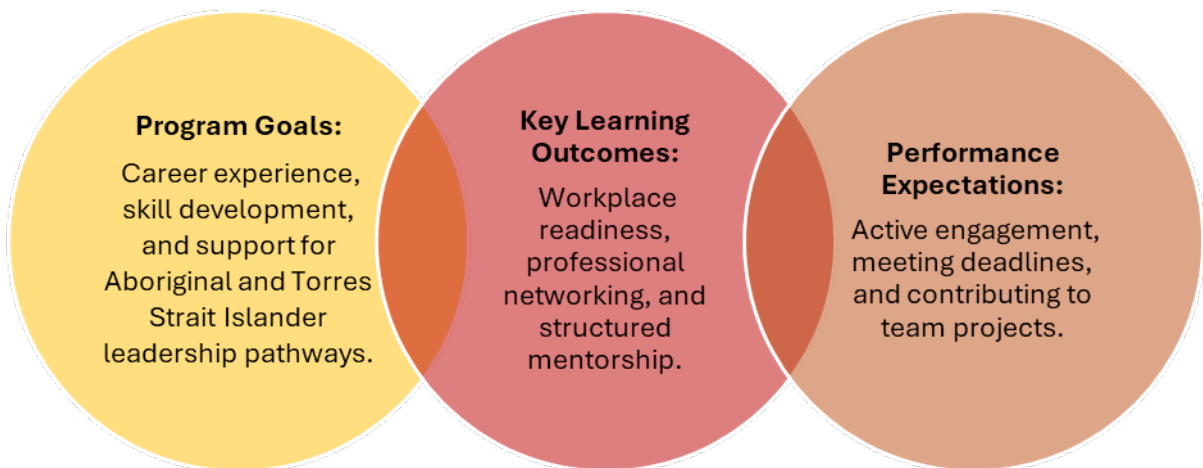 Program Goals:
Career experience,
skill development,
and support for
Aboriginal and Torres
Strait Islander
leadership pathways.
Key Learning
Outcomes:
Workplace
readiness,
professional
networking, and
structured
mentorship.
Performance
Expectations:
Active engagement,
meeting deadlines,
and contributing to
team projects.